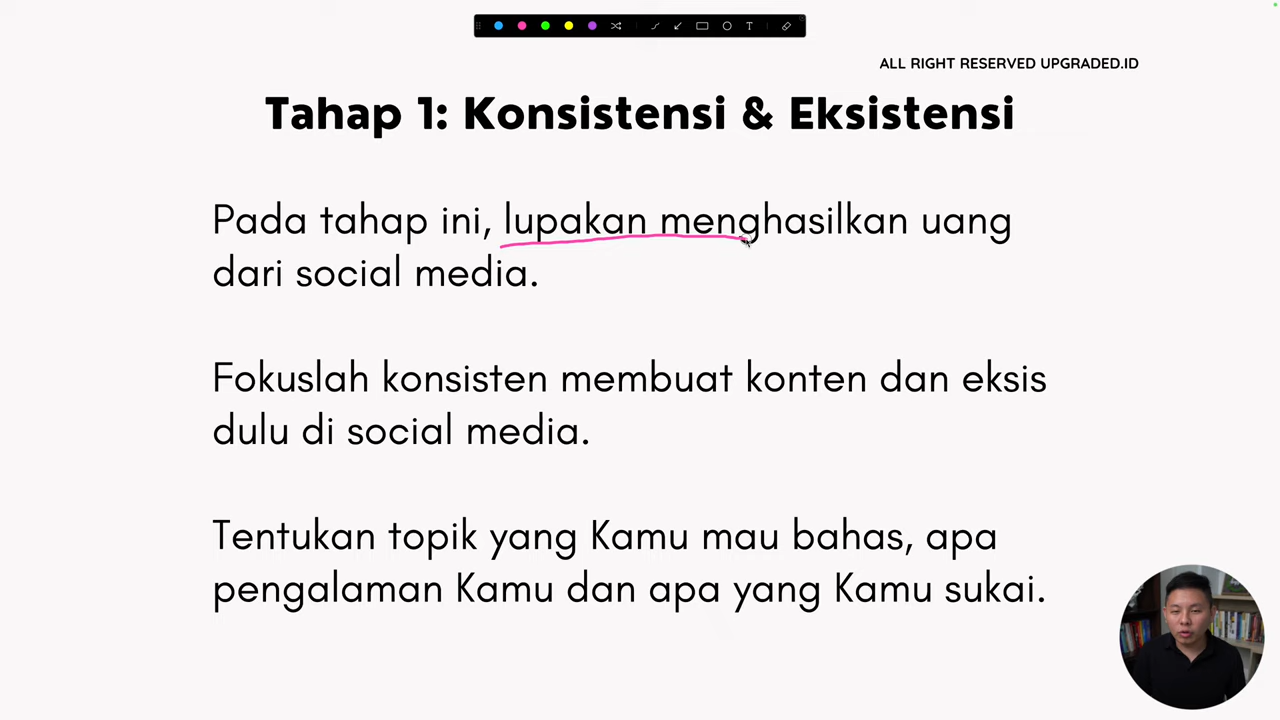 T
ALL RIGHT RESERVED UPGRADED.ID
Tahap 1: Konsistensi & Eksistensi
Pada tahap ini, lupakan menghasilkan uang
dari social media.
Fokuslah konsisten membuat konten dan eksis
dulu di social media.
Tentukan topik yang Kamu mau bahas, apa
pengalaman Kamu dan apa yang Kamu sukai.